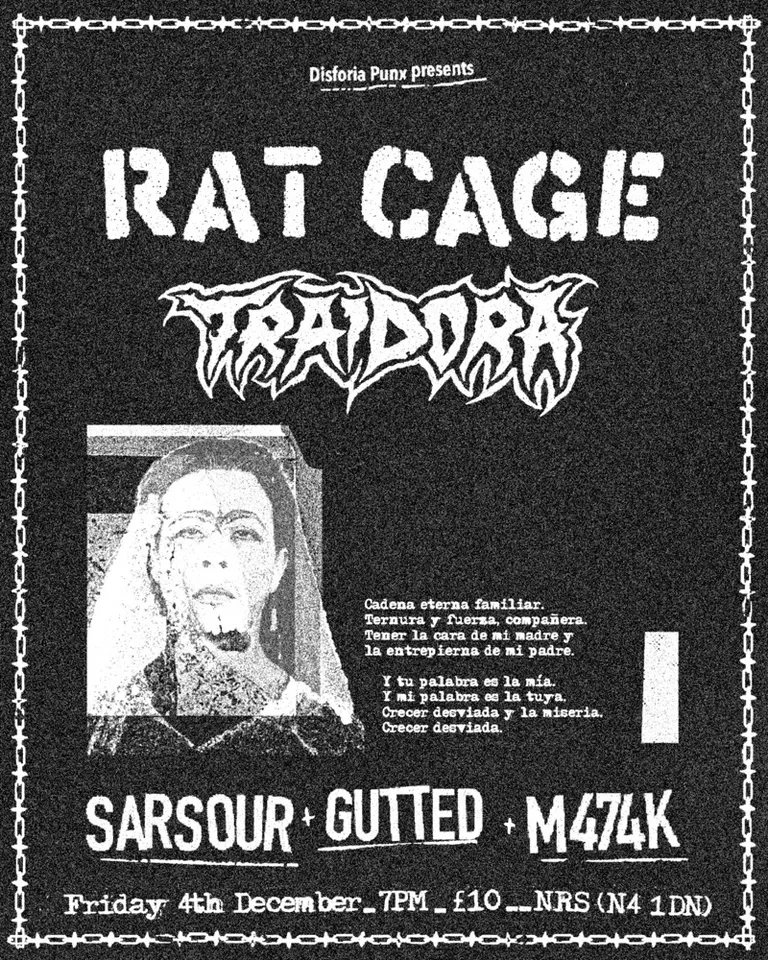 Disforia Punx presents
RAT CAGE
TRAIDORA
Cadena eterna familiar.
Ternura y fuerza, compañera.
Tener la cara de mi madre y
la entrepierna de mi padre.
Y tu palabra es la mía.
Y mi palabra es la tuya.
Crecer desviada y la miseria.
Crecer desviada.
SARSOUR + GUTTED + M474K
Friday 4th December_7PM_£10__NRS (N4 1DN)